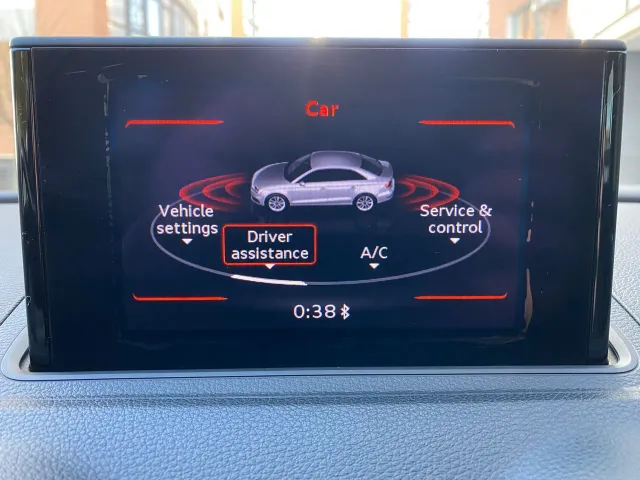 Car
Vehicle
settings
Driver
assistance
A/C
Service &
control
0:38